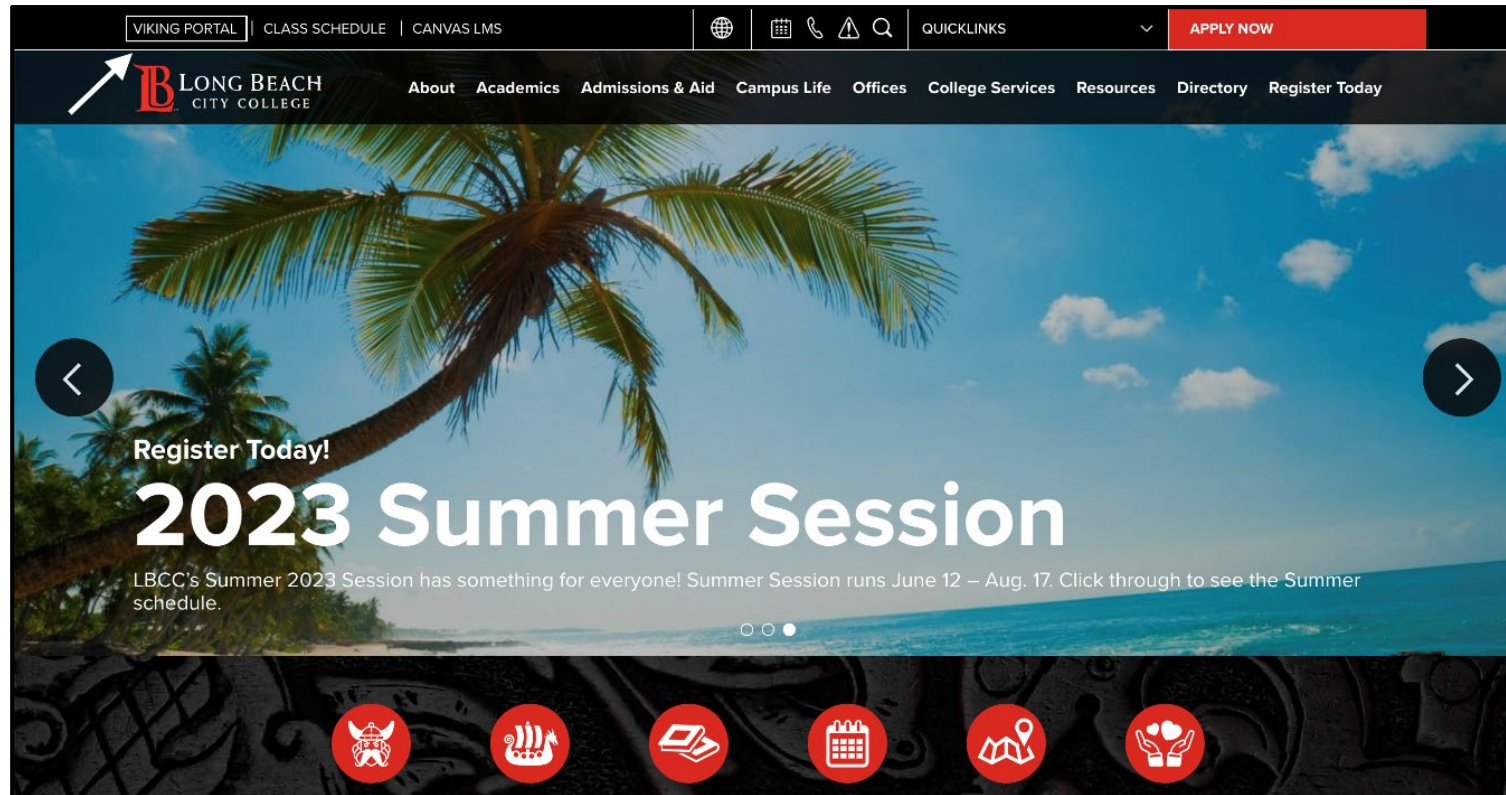 VIKING PORTAL | CLASS SCHEDULE | CANVAS LMS
QUICKLINKS
APPLY NOW
LB LONG BEACH
CITY COLLEGE
About Academics Admissions & Aid Campus Life Offices College Services Resources Directory Register Today
Register Today!
2023 Summer Session
LBCC's Summer 2023 Session has something for everyone! Summer Session runs June 12 – Aug. 17. Click through to see the Summer
schedule.